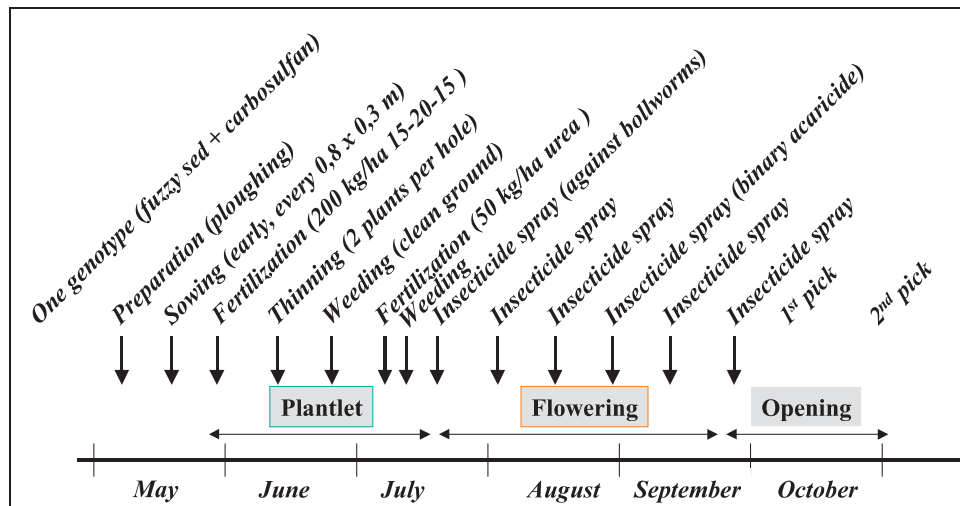 One genotype (fuzzy sed + carbosulfan)
Preparation (ploughing)
Sowing (early, every 0,8 x 0,3 m)
Fertilization (200 kg/ha 15-20-15 )
Thinning (2 plants per hole)
Weeding (clean ground)
Fertilization (50 kg/ha urea )
Weeding
Insecticide spray (against bollworms)
Insecticide spray
Insecticide spray
Insecticide spray (binary acaricide)
Insecticide spray
Insecticide spray
1st pick
2nd pick
Plantlet
Flowering
Opening
May
June
July
August
September
October